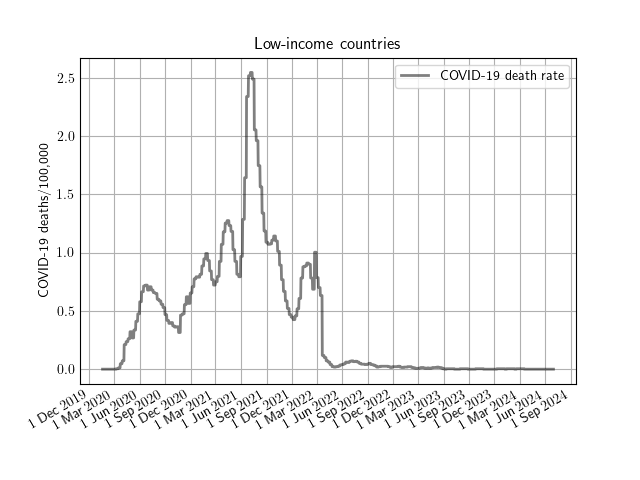 Low-income countries
COVID-19 death rate
COVID-19 deaths/100,000
2.5
2.0
1.5
1.0
0.5
0.0
1 Dec 2019
1 Mar 2020
1 Jun 2020
1 Sep 2020
1 Dec 2020
1 Mar 2021
1 Jun 2021
1 Sep 2021
1 Dec 2021
1 Mar 2022
1 Jun 2022
1 Sep 2022
1 Dec 2022
1 Mar 2023
1 Jun 2023
1 Sep 2023
1 Dec 2023
1 Mar 2024
1 Jun 2024
1 Sep 2024